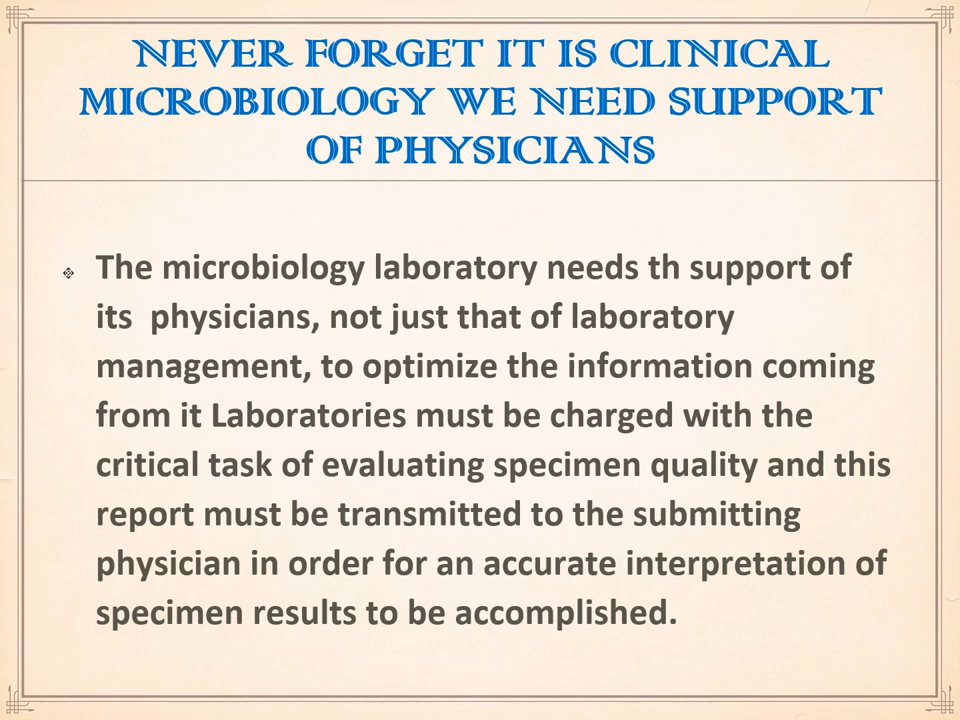 NEVER FORGET IT IS CLINICAL
MICROBIOLOGY WE NEED SUPPORT
OF PHYSICIANS
The microbiology laboratory needs th support of
its  physicians, not just that of laboratory
management, to optimize the information coming
from it Laboratories must be charged with the
critical task of evaluating specimen quality and this
report must be transmitted to the submitting
physician in order for an accurate interpretation of
specimen results to be accomplished.